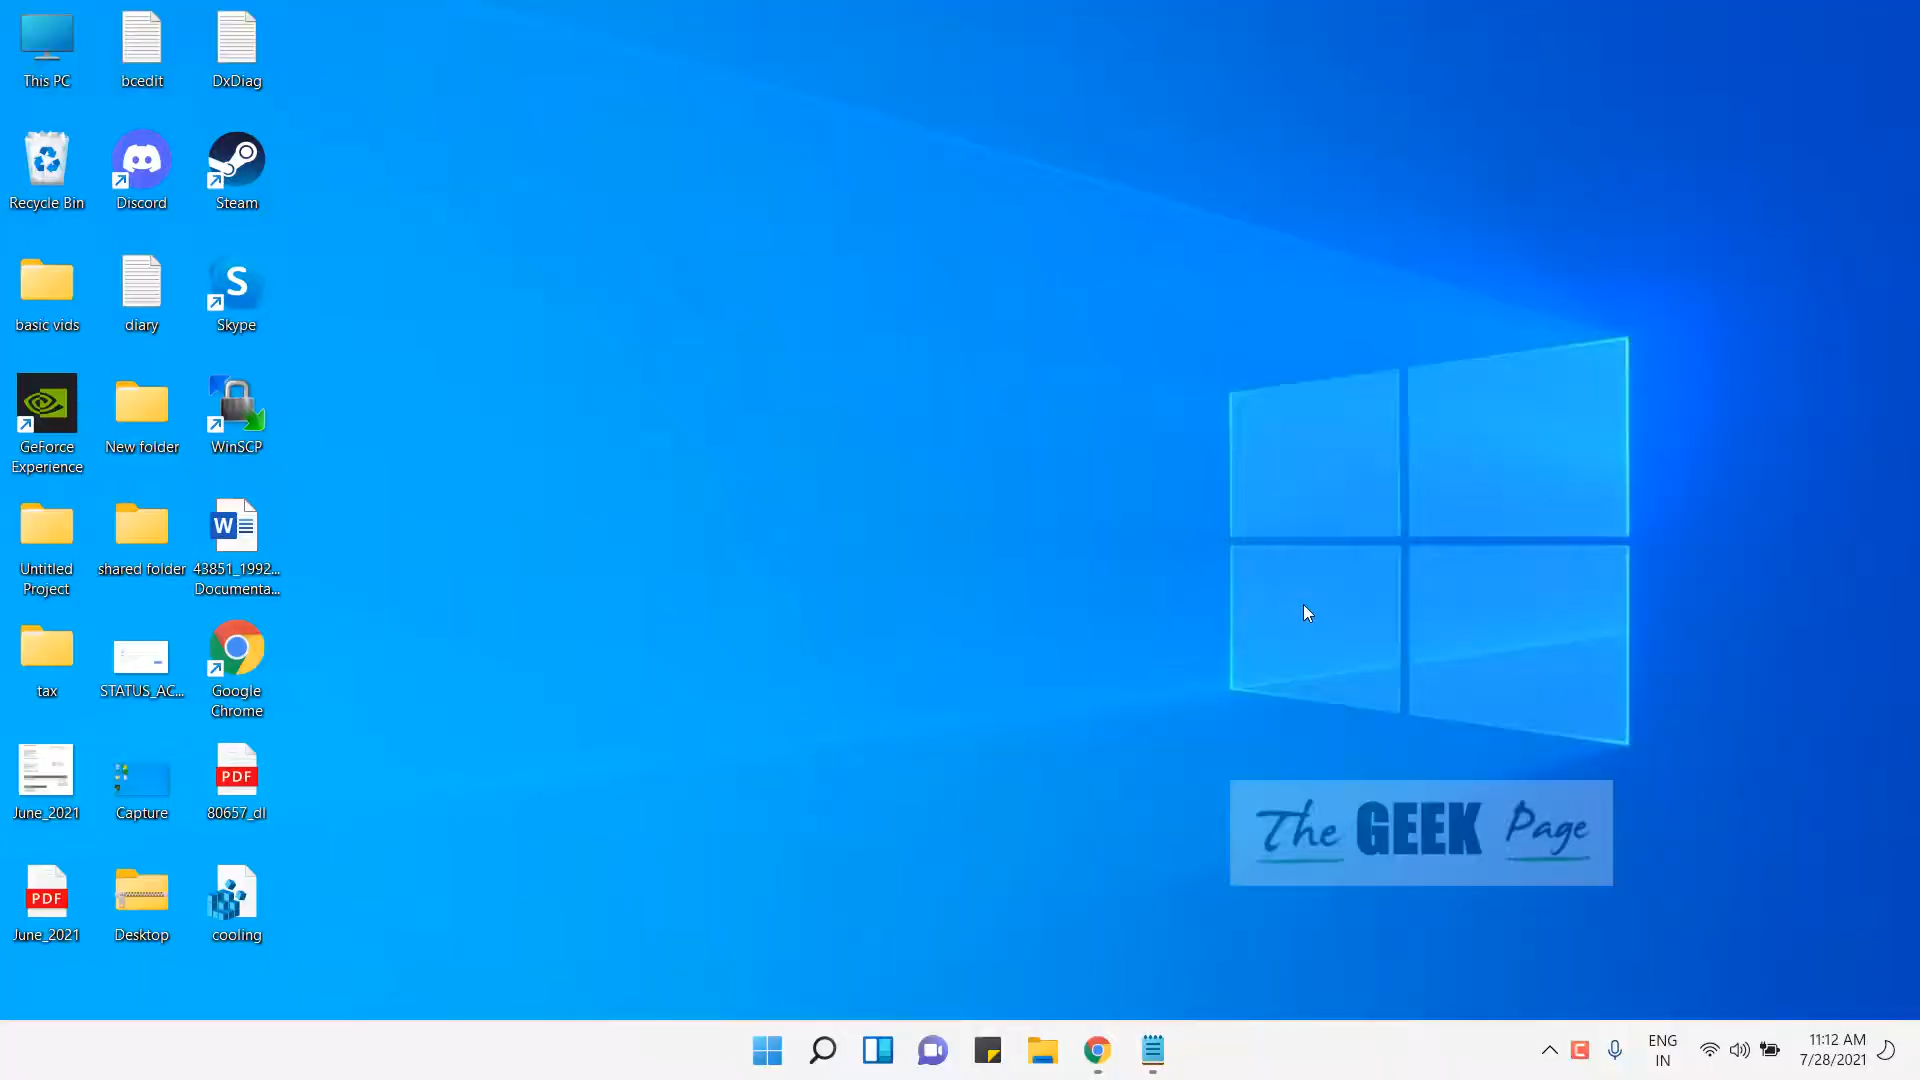 This PC
bcedit
DxDiag
Recycle Bin
Discord
Steam
basic vids
diary
S
Skype
GeForce
Experience
New folder
WinSCP
Untitled
Project
shared folder
W
43851_1992...
Documenta...
tax
STATUS_AC...
Google
Chrome
June_2021
Capture
PDF
80657_dl
PDF
June_2021
Desktop
cooling
The GEEK Page
ENG
IN
11:12 AM
7/28/2021